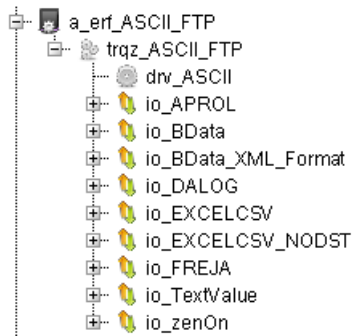 a_erf_ASCII_FTP
trqz_ASCII_FTP
drv_ASCII
io_APROL
io_BData
io_BData_XML_Format
io_DALOG
io_EXCELCSV
io_EXCELCSV_NODST
io_FREJA
io_TextValue
io_zenOn